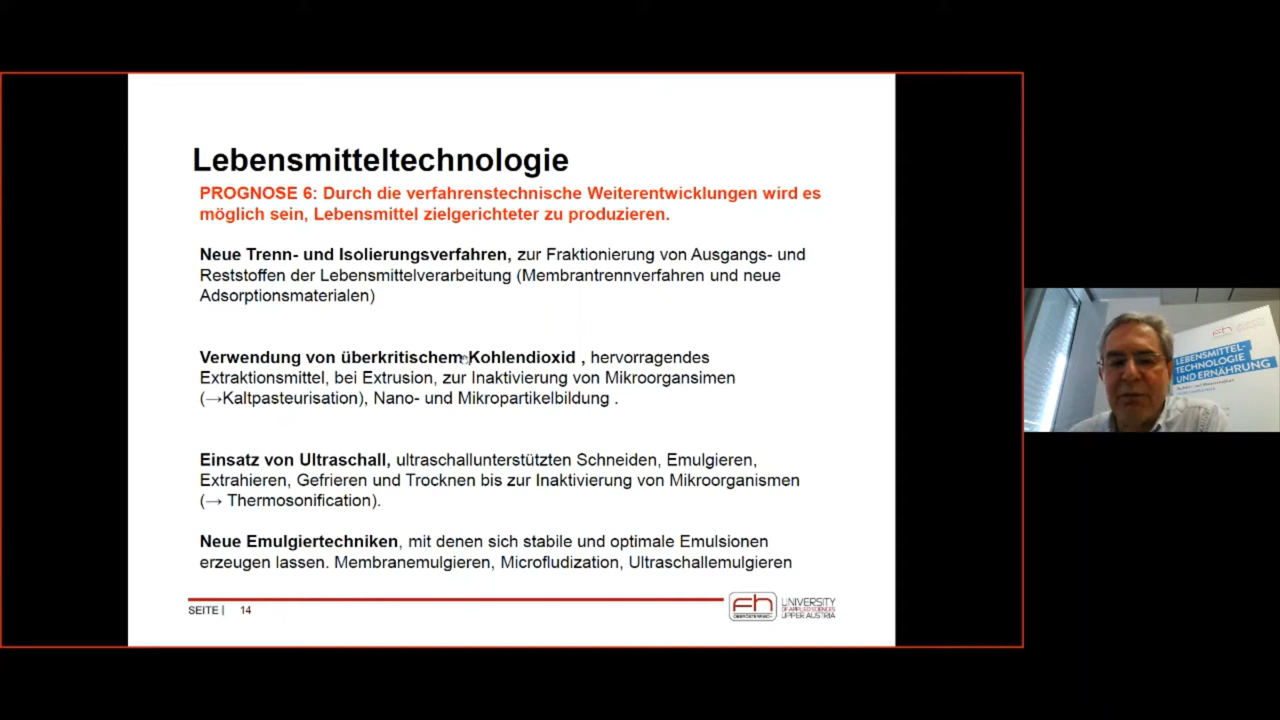 Lebensmitteltechnologie
PROGNOSE 6: Durch die verfahrenstechnische Weiterentwicklungen wird es
möglich sein, Lebensmittel zielgerichteter zu produzieren.
Neue Trenn- und Isolierungsverfahren, zur Fraktionierung von Ausgangs- und
Reststoffen der Lebensmittelverarbeitung (Membrantrennverfahren und neue
Adsorptionsmaterialen)
Verwendung von überkritischem Kohlendioxid , hervorragendes
Extraktionsmittel, bei Extrusion, zur Inaktivierung von Mikroorgansimen
(→Kaltpasteurisation), Nano- und Mikropartikelbildung .
Einsatz von Ultraschall, ultraschallunterstützten Schneiden, Emulgieren,
Extrahieren, Gefrieren und Trocknen bis zur Inaktivierung von Mikroorganismen
(→ Thermosonification).
Neue Emulgiertechniken, mit denen sich stabile und optimale Emulsionen
erzeugen lassen. Membranemulgieren, Microfludization, Ultraschallemulgieren
SEITE | 14
fh
OBERÖSTERREICH
UNIVERSITY
OF APPLIED SCIENCES
UPPER AUSTRIA
fh
LEBENSMITTEL-
TECHNOLOGIE
UND ERNÄHRUNG